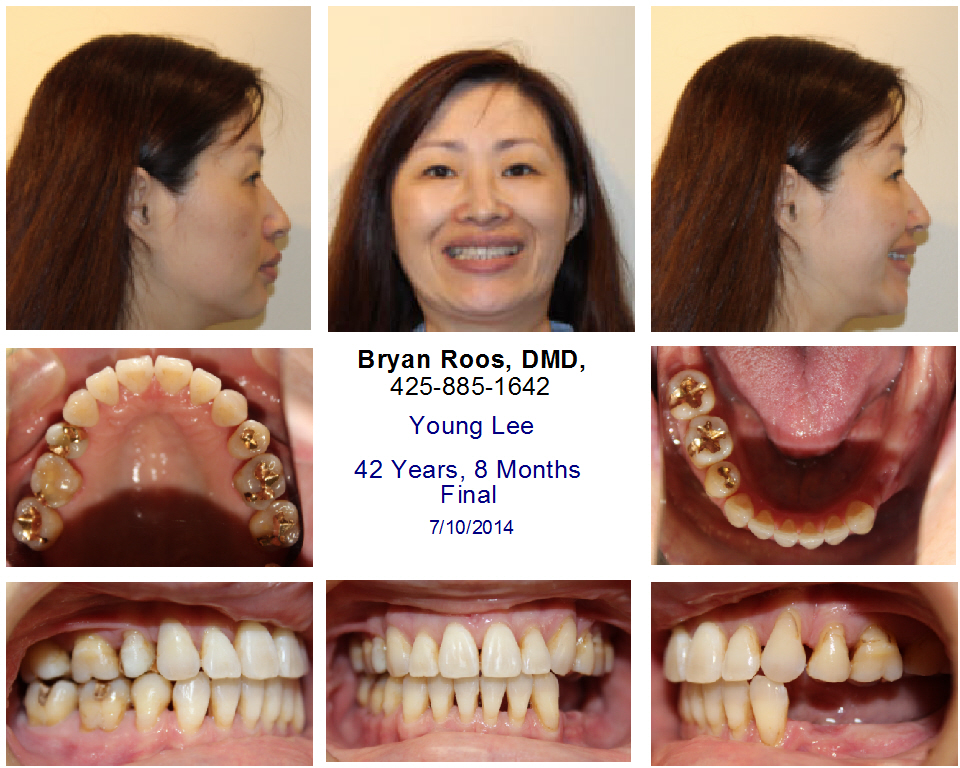 Bryan Roos, DMD,
425-885-1642
Young Lee
42 Years, 8 Months
Final
7/10/2014